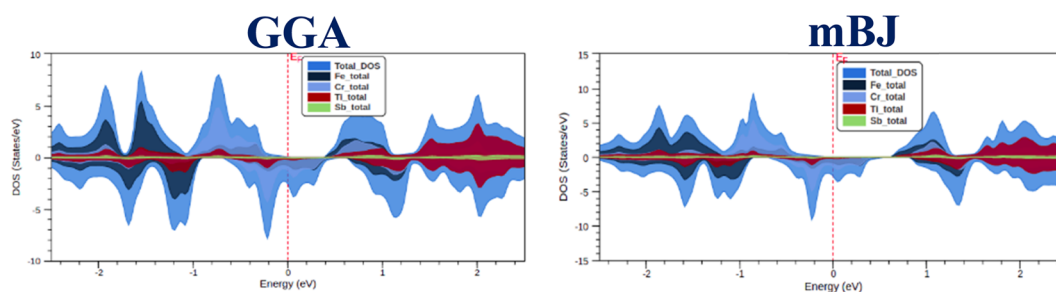 GGA
mBJ
10
5
0
-5
-10
DOS (States/eV)
-2
-1
0
1
2
Energy (eV)
Total_DOS
Fe_total
Cr_total
Ti_total
Sb_total
15
10
5
0
-5
-10
-15
DOS (States/eV)
-2
-1
0
1
2
Energy (eV)
Total_DOS
Fe_total
Cr_total
Ti_total
Sb_total